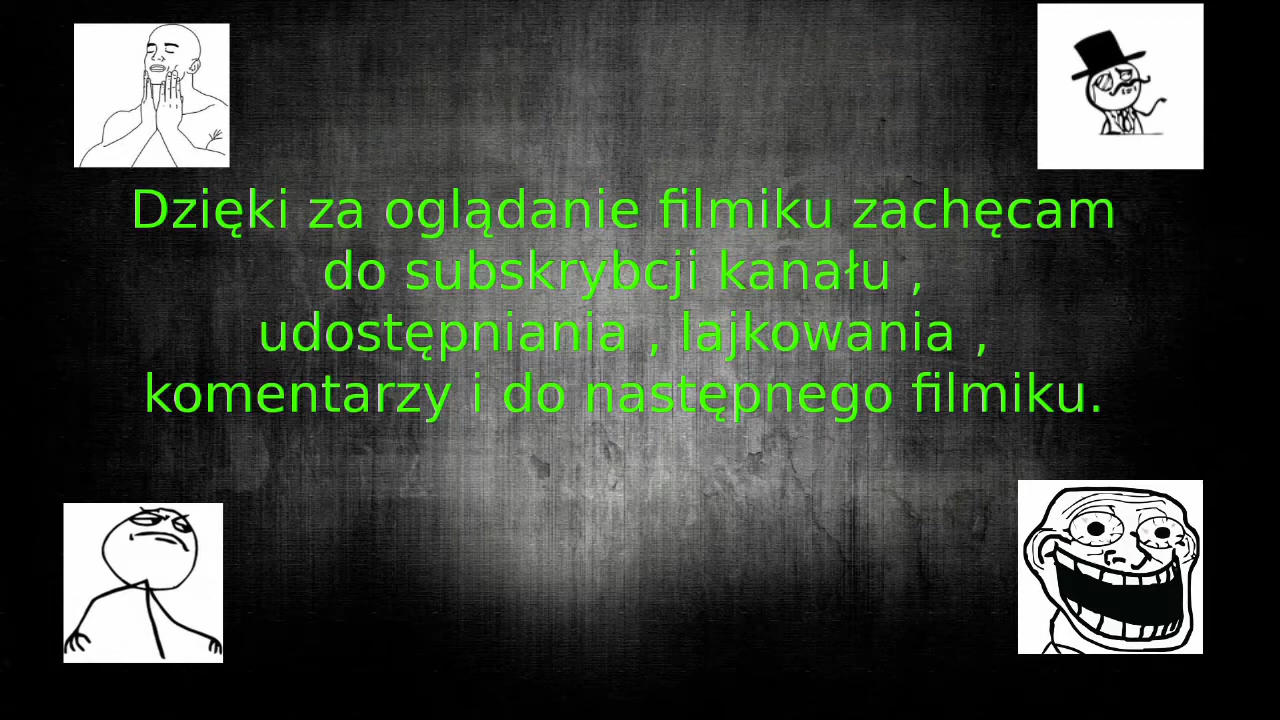 Dzięki za oglądanie filmiku zachęcam
do subskrybcji kanału ,
udostępniania , lajkowania ,
komentarzy i do następnego filmiku.